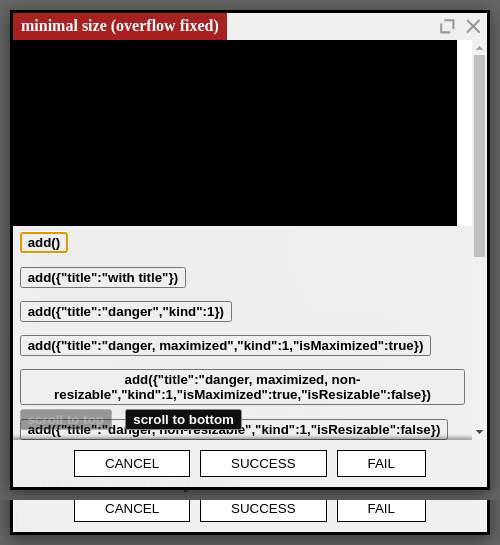 minimal size (overflow fixed)
add()
add({"title":"with title"})
add({"title":"danger","kind":1})
add({"title":"danger, maximized","kind":1,"isMaximized":true})
add({"title":"danger, maximized, non-
resizable","kind":1,"isMaximized":true,"isResizable":false})
scroll to top scroll to bottom
add({"title":"danger, non-resizable","kind":1,"isResizable":false})
CANCEL SUCCESS FAIL
CANCEL SUCCESS FAIL